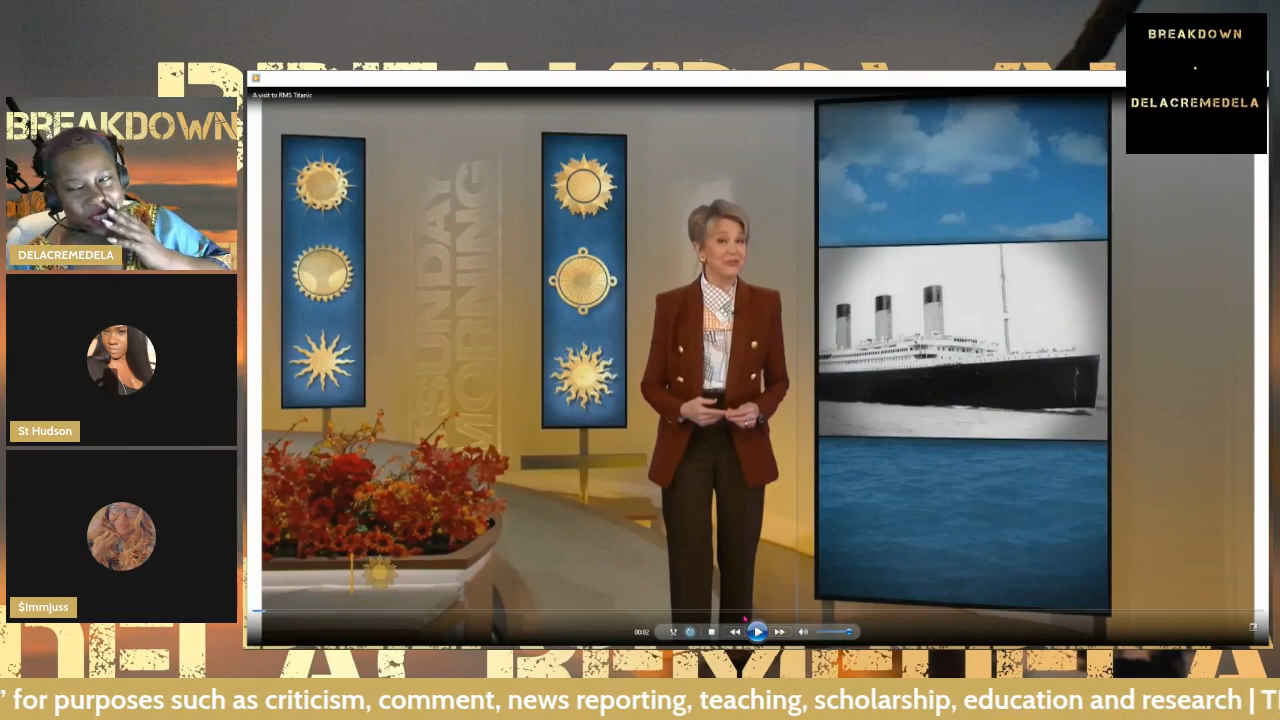 BREAKDOWN
DELACREMEDELA
BREAKDOWN
A visit to RMS Titanic
SUNDAY
MORNING
DELACREMEDELA
St Hudson
$Immjuss
00:02
" for purposes such as criticism, comment, news reporting, teaching, scholarship, education and research |